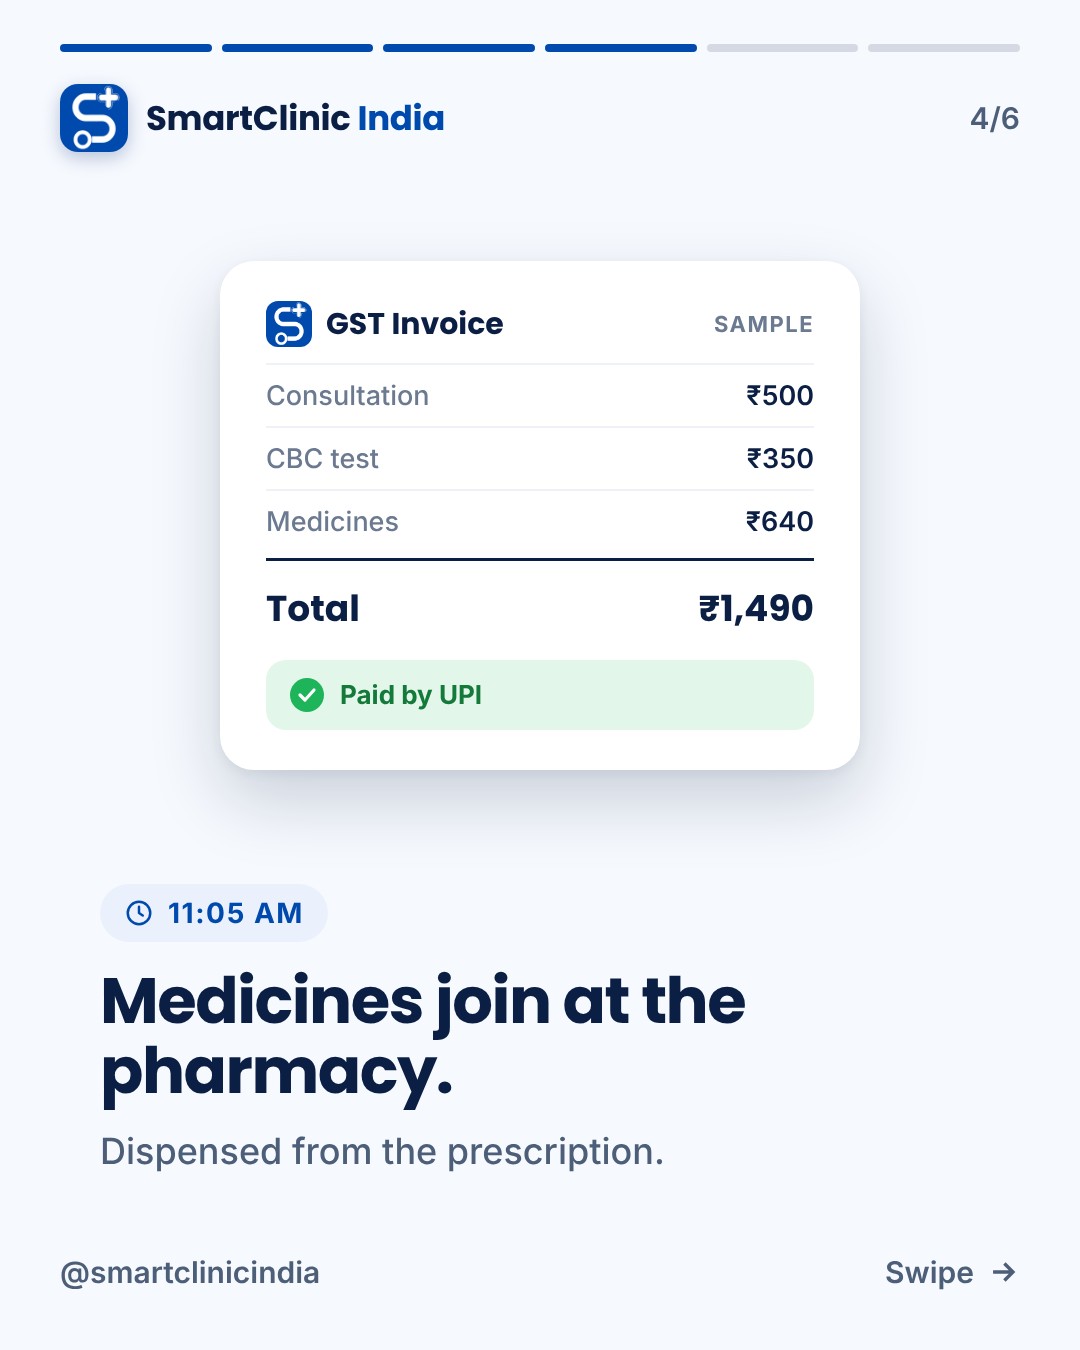 SmartClinic India
4/6
GST Invoice
SAMPLE
Consultation ₹500
CBC test ₹350
Medicines ₹640
Total ₹1,490
Paid by UPI
11:05 AM
Medicines join at the
pharmacy.
Dispensed from the prescription.
@smartclinicindia
Swipe →